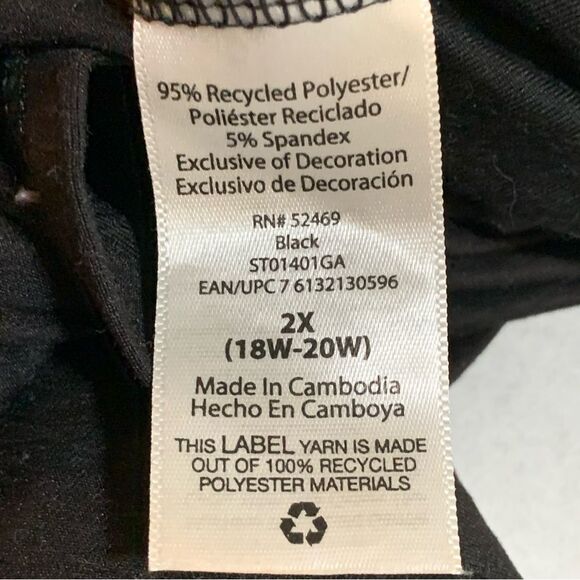 95% Recycled Polyester/
Poliéster Reciclado
5% Spandex
Exclusive of Decoration
Exclusivo de Decoración
RN# 52469
Black
ST01401GA
EAN/UPC 7 6132130596
2X
(18W-20W)
Made In Cambodia
Hecho En Camboya
THIS LABEL YARN IS MADE
OUT OF 100% RECYCLED
POLYESTER MATERIALS